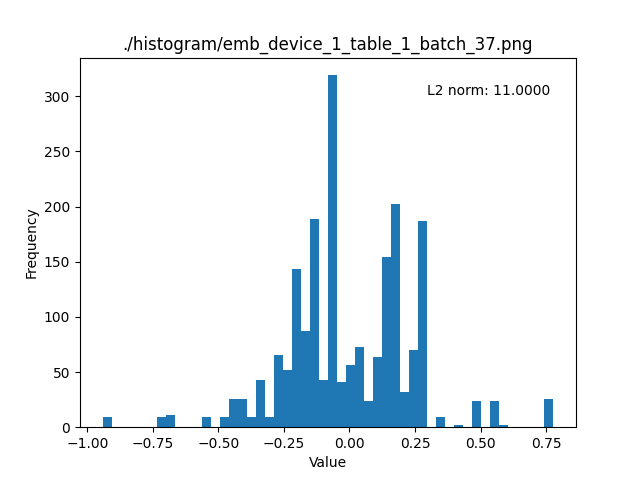 ./histogram/emb_device_1_table_1_batch_37.png
L2 norm: 11.0000
300
250
200
150
100
50
0
Frequency
−1.00 −0.75 −0.50 −0.25 0.00 0.25 0.50 0.75
Value